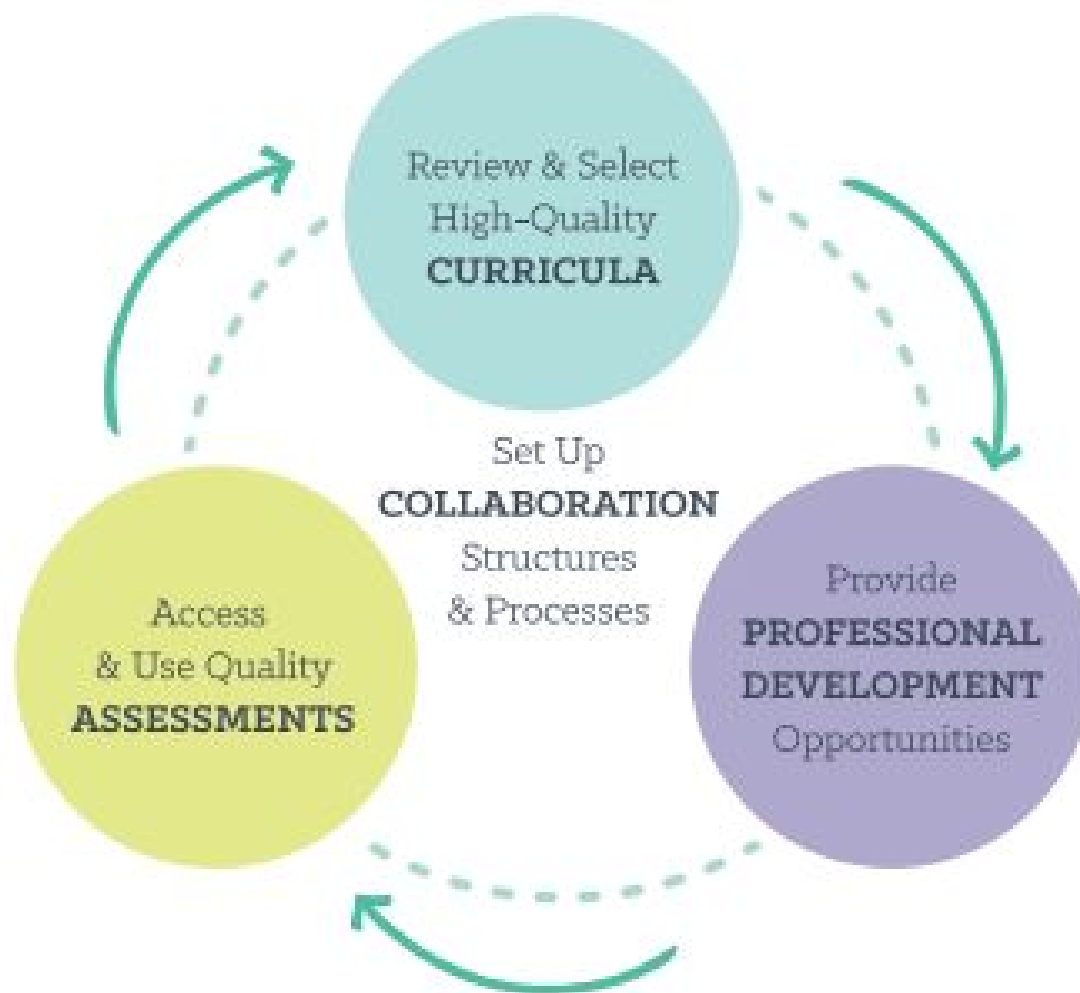 Review & Select
High-Quality
CURRICULA
Set Up
COLLABORATION
Structures
& Processes
Provide
PROFESSIONAL
DEVELOPMENT
Opportunities
Access
& Use Quality
ASSESSMENTS